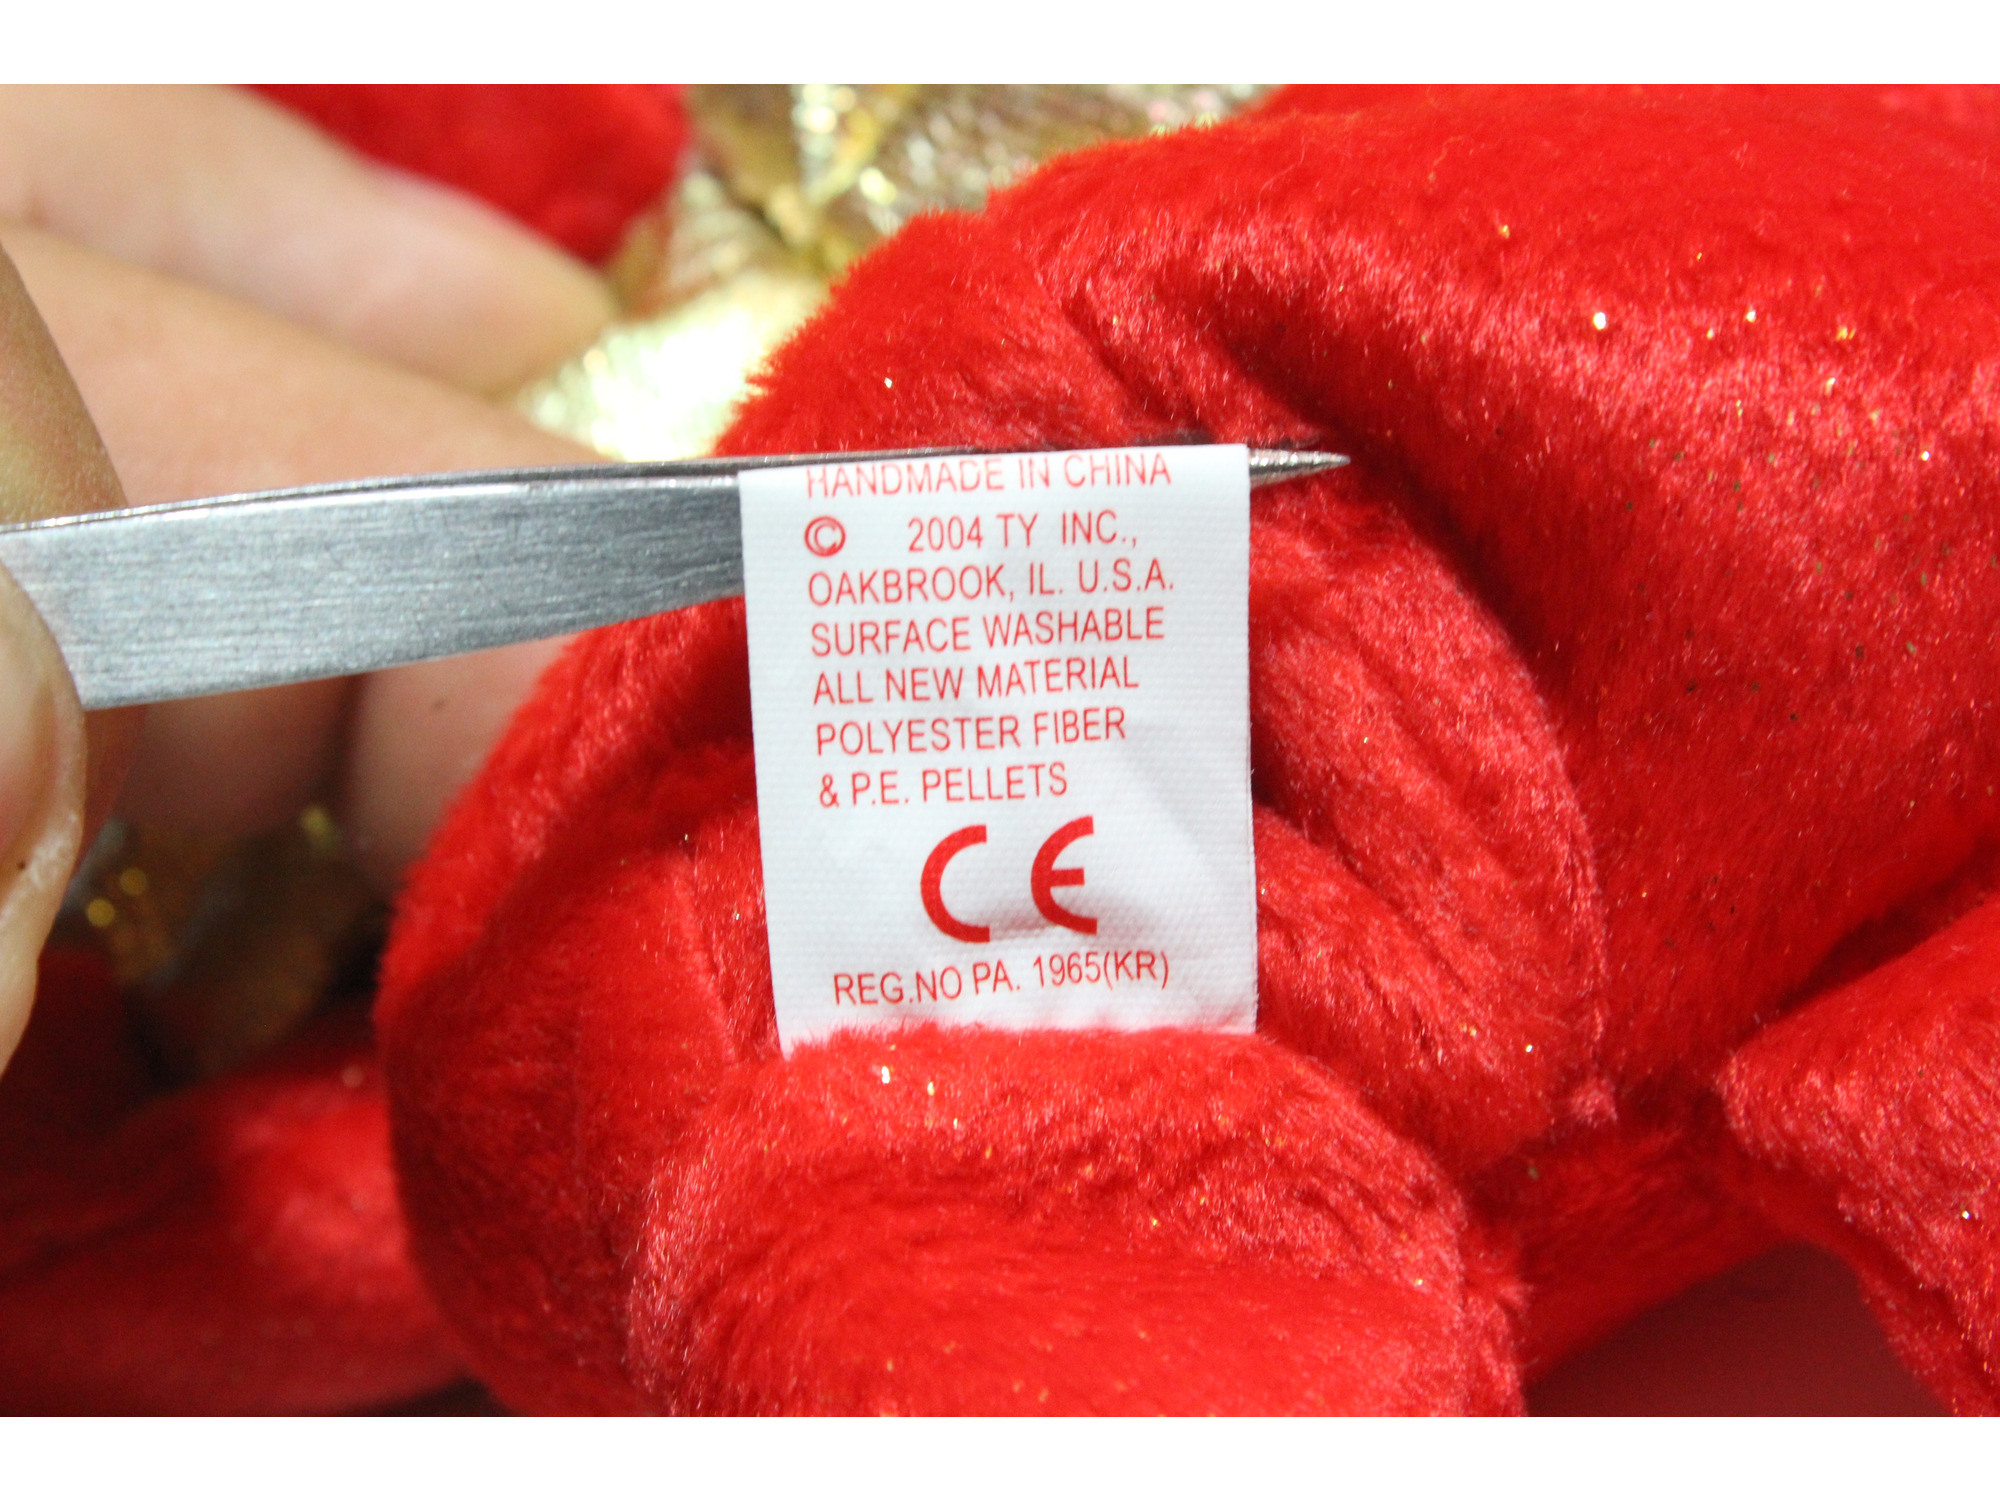 HANDMADE IN CHINA
© 2004 TY INC.,
OAKBROOK, IL. U.S.A.
SURFACE WASHABLE
ALL NEW MATERIAL
POLYESTER FIBER
& P.E. PELLETS
CE
REG.NO PA. 1965(KR)